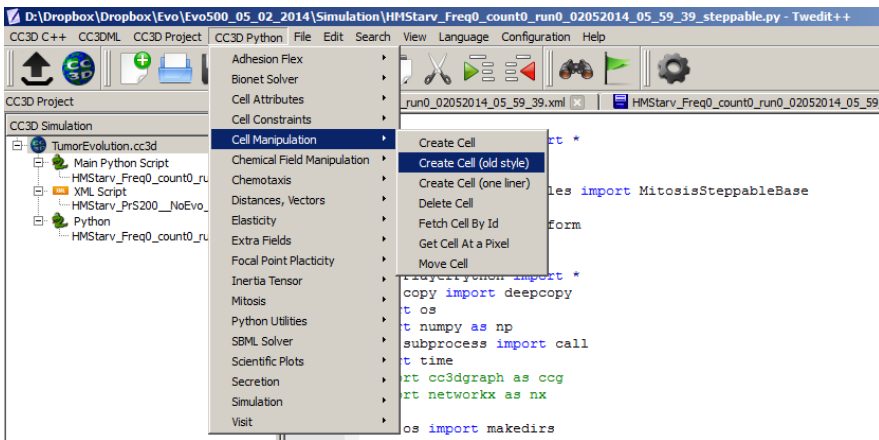 D:\Dropbox\Dropbox\Evo\Evo500_05_02_2014\Simulation\HMStarv_Freq0_count0_run0_02052014_05_59_39_steppable.py - Twedit++
CC3D C++ CC3DML CC3D Project CC3D Python File Edit Search View Language Configuration Help
CC3D
CC3D Project
_run0_02052014_05_59_39.xml HMStarv_Freq0_count0_run0_02052014_05_59
CC3D Simulation
TumorEvolution.cc3d
Main Python Script
HMStarv_Freq0_count0_ru
XML Script
HMStarv_PrS200__NoEvo_
Python
HMStarv_Freq0_count0_ru
Adhesion Flex
Bionet Solver
Cell Attributes
Cell Constraints
Cell Manipulation
Chemical Field Manipulation
Chemotaxis
Distances, Vectors
Elasticity
Extra Fields
Focal Point Placticity
Inertia Tensor
Mitosis
Python Utilities
SBML Solver
Scientific Plots
Secretion
Simulation
Visit
Create Cell
Create Cell (old style)
Create Cell (one liner)
Delete Cell
Fetch Cell By Id
Get Cell At a Pixel
Move Cell
rt *
les import MitosisSteppableBase
form
import *
copy import deepcopy
rt os
rt numpy as np
subprocess import call
rt time
rt cc3dgraph as ccg
rt networkx as nx
os import makedirs